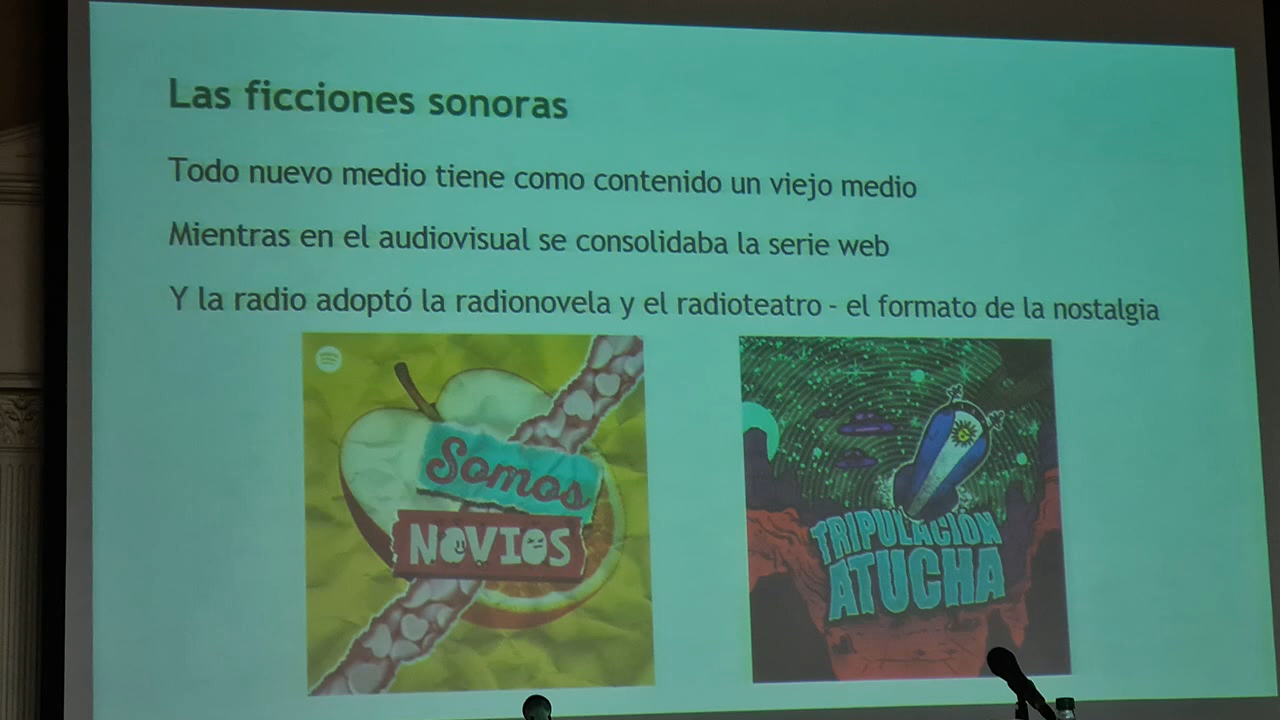 Las ficciones sonoras
Todo nuevo medio tiene como contenido un viejo medio
Mientras en el audiovisual se consolidaba la serie web
Y la radio adoptó la radionovela y el radioteatro - el formato de la nostalgia
Somos
NOVIOS
TRIPULACION
ATUCHA